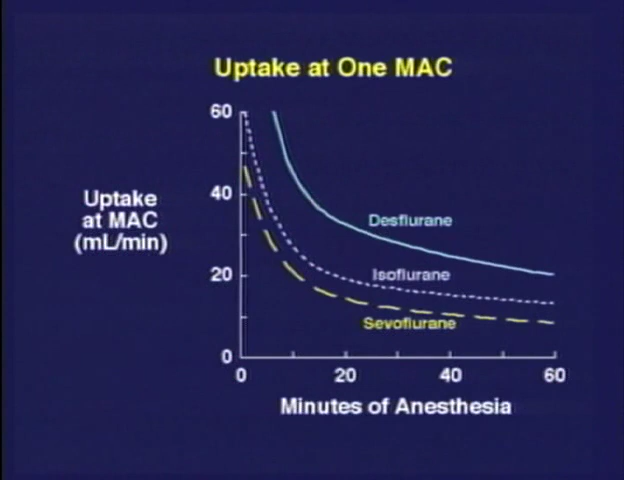 Uptake at One MAC
60
Uptake
at MAC
(mL/min)
40
Desflurane
Isoflurane
20
Sevoflurane
0
0 20 40 60
Minutes of Anesthesia